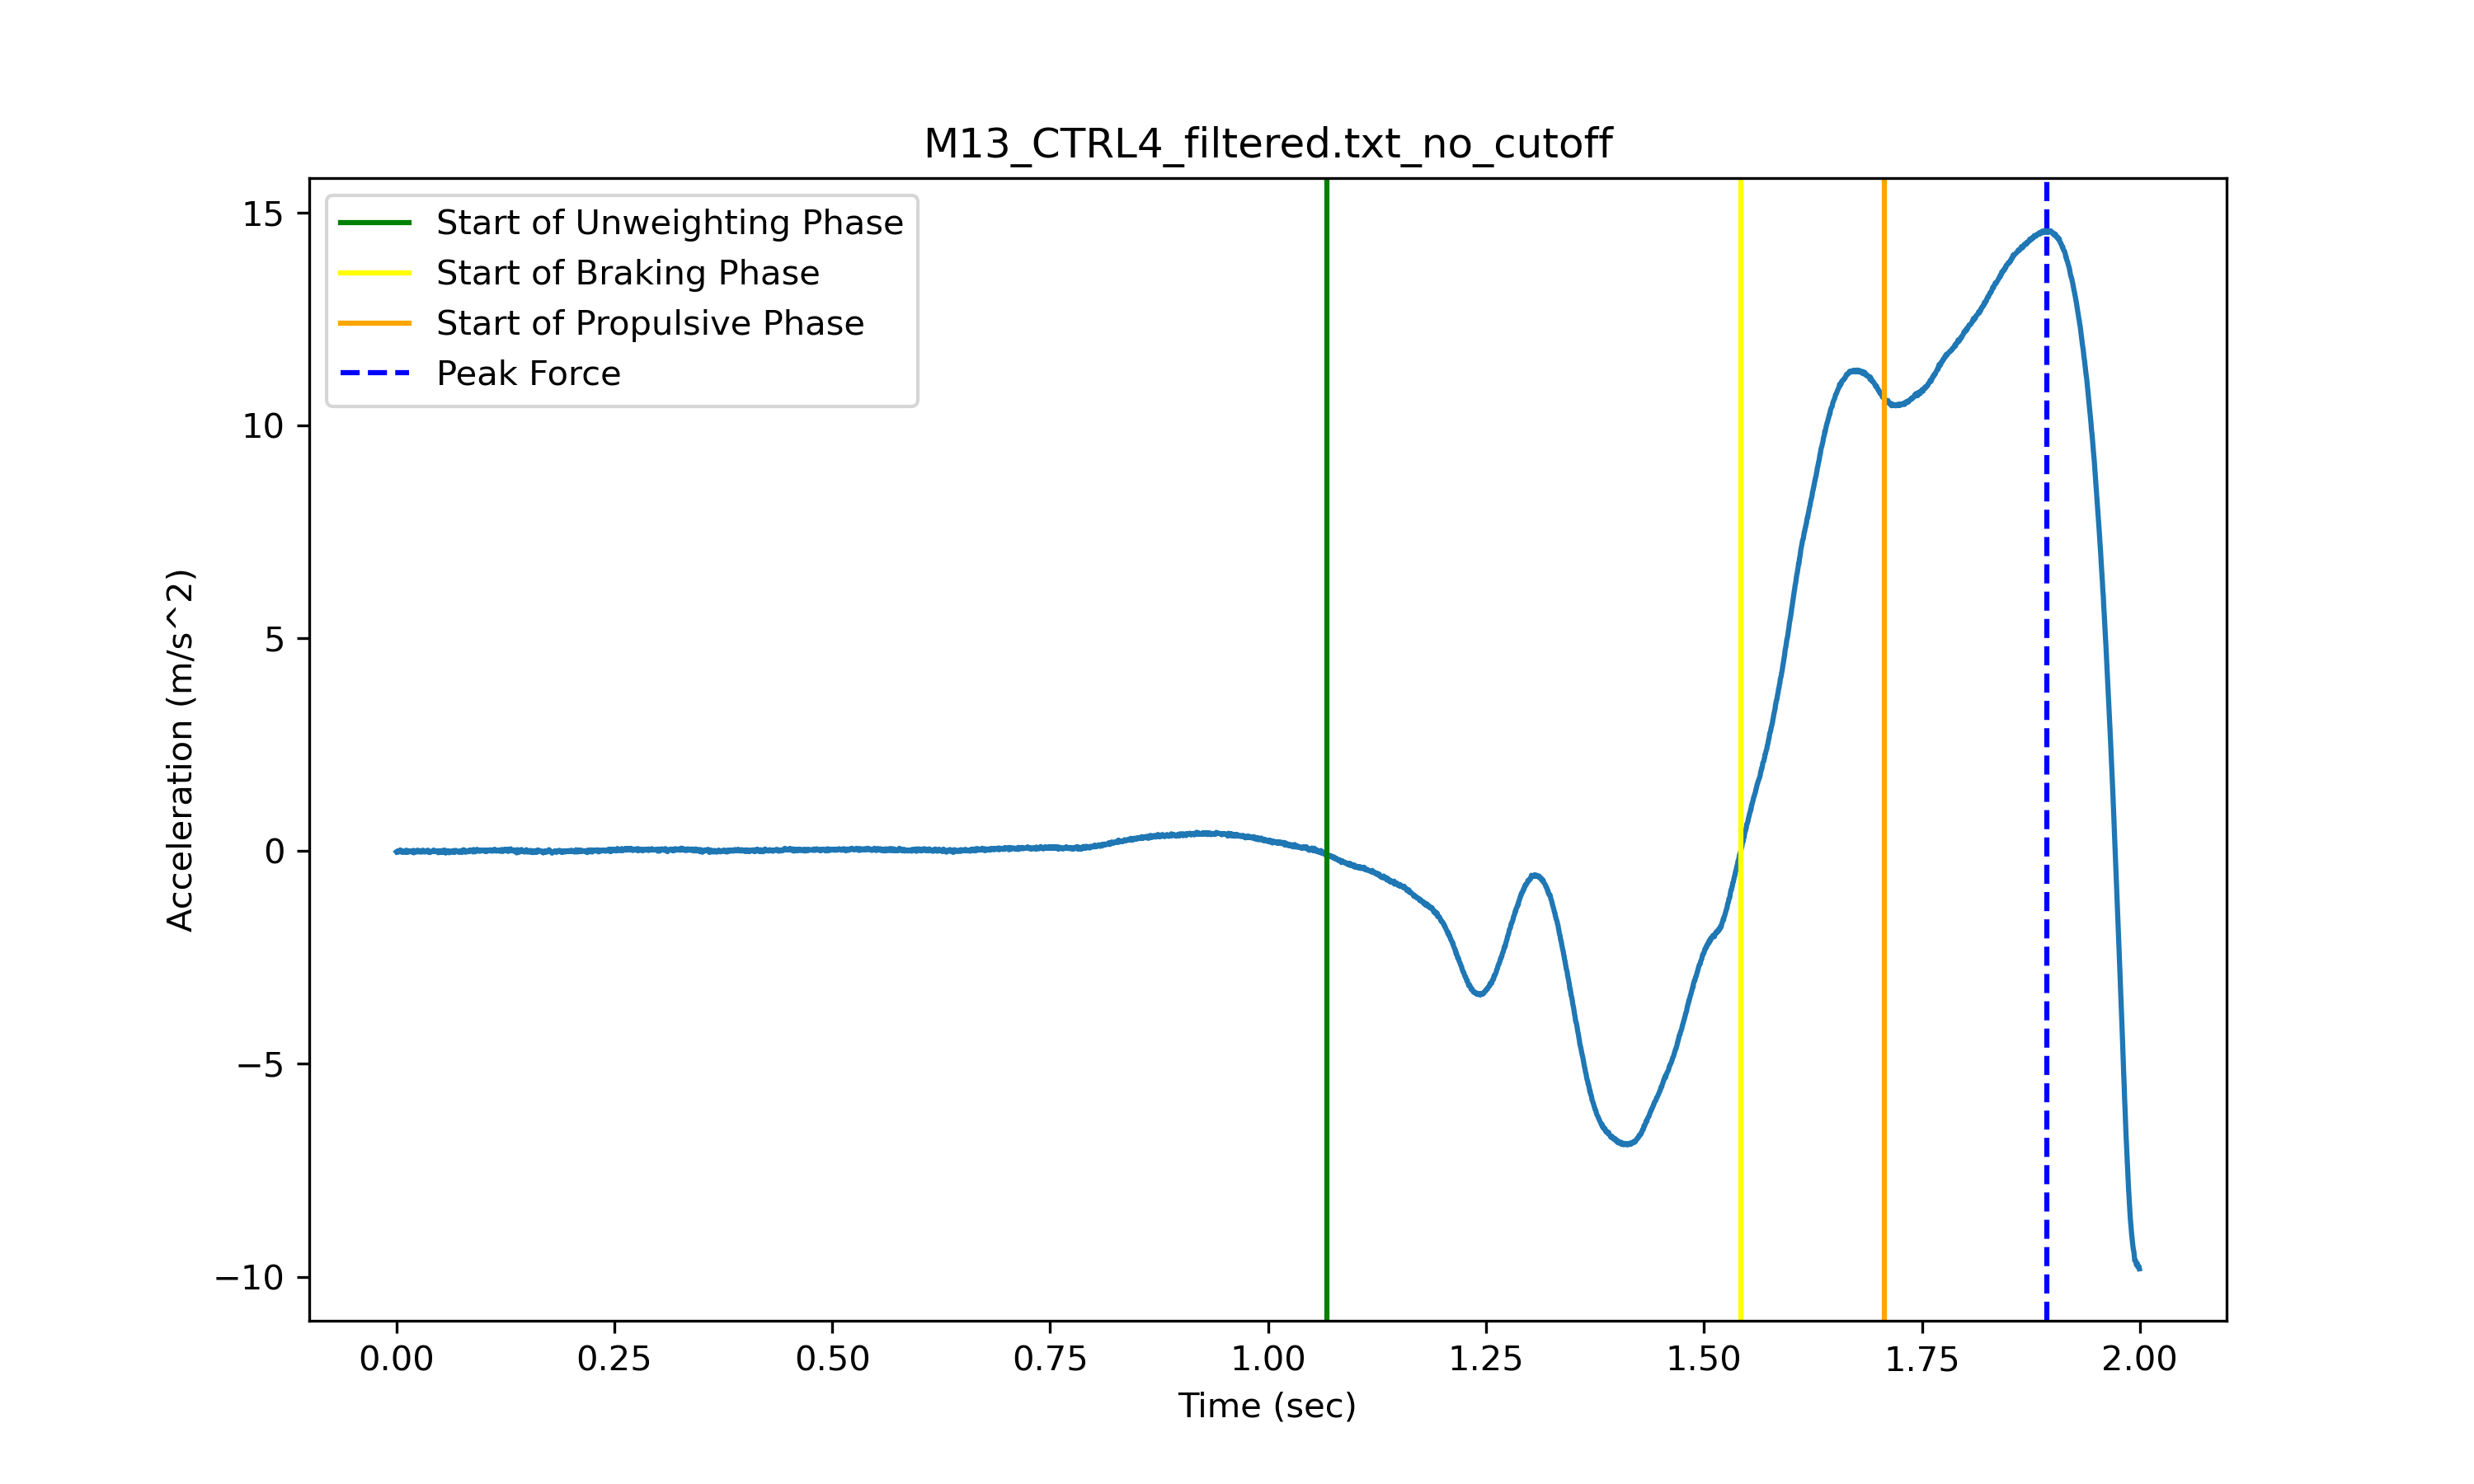 M13_CTRL4_filtered.txt_no_cutoff
Start of Unweighting Phase
Start of Braking Phase
Start of Propulsive Phase
Peak Force
15
10
5
0
−5
−10
Acceleration (m/s^2)
0.00 0.25 0.50 0.75 1.00 1.25 1.50 1.75 2.00
Time (sec)